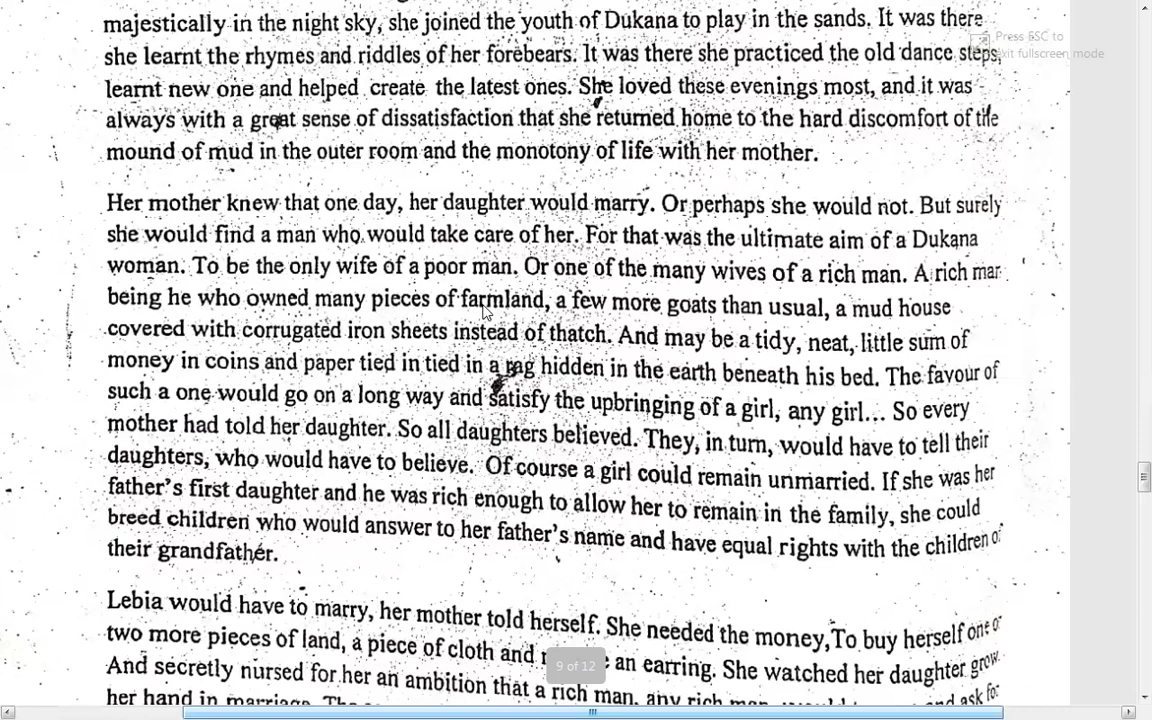 majestically in the night sky, she joined the youth of Dukana to play in the sands. It was there
she learnt the rhymes and riddles of her forebears. It was there she practiced the old dance steps,
learnt new one and helped create the latest ones. She loved these evenings most, and it was
always with a great sense of dissatisfaction that she returned home to the hard discomfort of the
mound of mud in the outer room and the monotony of life with her mother.
Press ESC to
exit fullscreen mode
Her mother knew that one day, her daughter would marry. Or perhaps she would not. But surely
she would find a man who would take care of her. For that was the ultimate aim of a Dukana
woman. To be the only wife of a poor man. Or one of the many wives of a rich man. A rich man
being he who owned many pieces of farmland, a few more goats than usual, a mud house
covered with corrugated iron sheets instead of thatch. And may be a tidy, neat, little sum of
money in coins and paper tied in tied in a rag hidden in the earth beneath his bed. The favour of
such a one would go on a long way and satisfy the upbringing of a girl, any girl... So every
mother had told her daughter. So all daughters believed. They, in turn, would have to tell their
daughters, who would have to believe. Of course a girl could remain unmarried. If she was her
father's first daughter and he was rich enough to allow her to remain in the family, she could
breed children who would answer to her father's name and have equal rights with the children of
their grandfather.
Lebia would have to marry, her mother told herself. She needed the money,To buy herself one or
two more pieces of land, a piece of cloth and an earring. She watched her daughter grow.
And secretly nursed for her an ambition that a rich man, any rich man, and ask for
her hand in marriage.
9 of 12